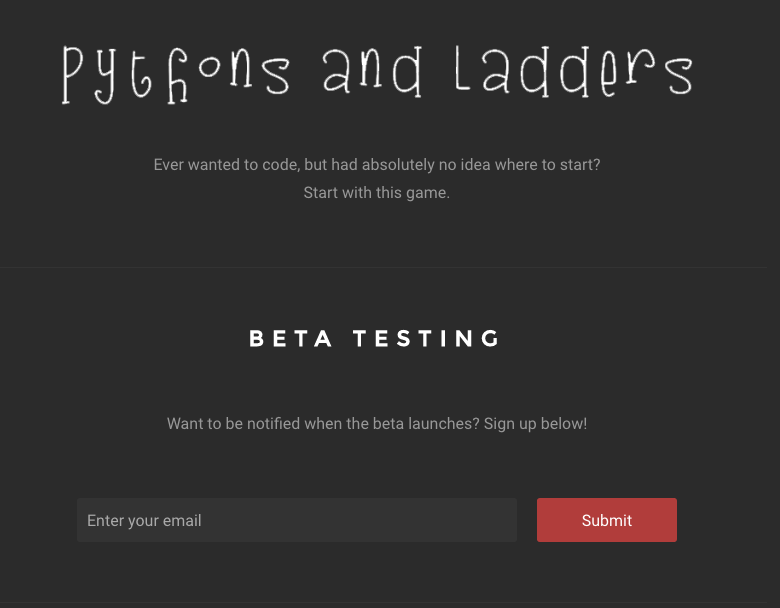 Pythons and Ladders
Ever wanted to code, but had absolutely no idea where to start?
Start with this game.
BETA TESTING
Want to be notified when the beta launches? Sign up below!
Enter your email
Submit